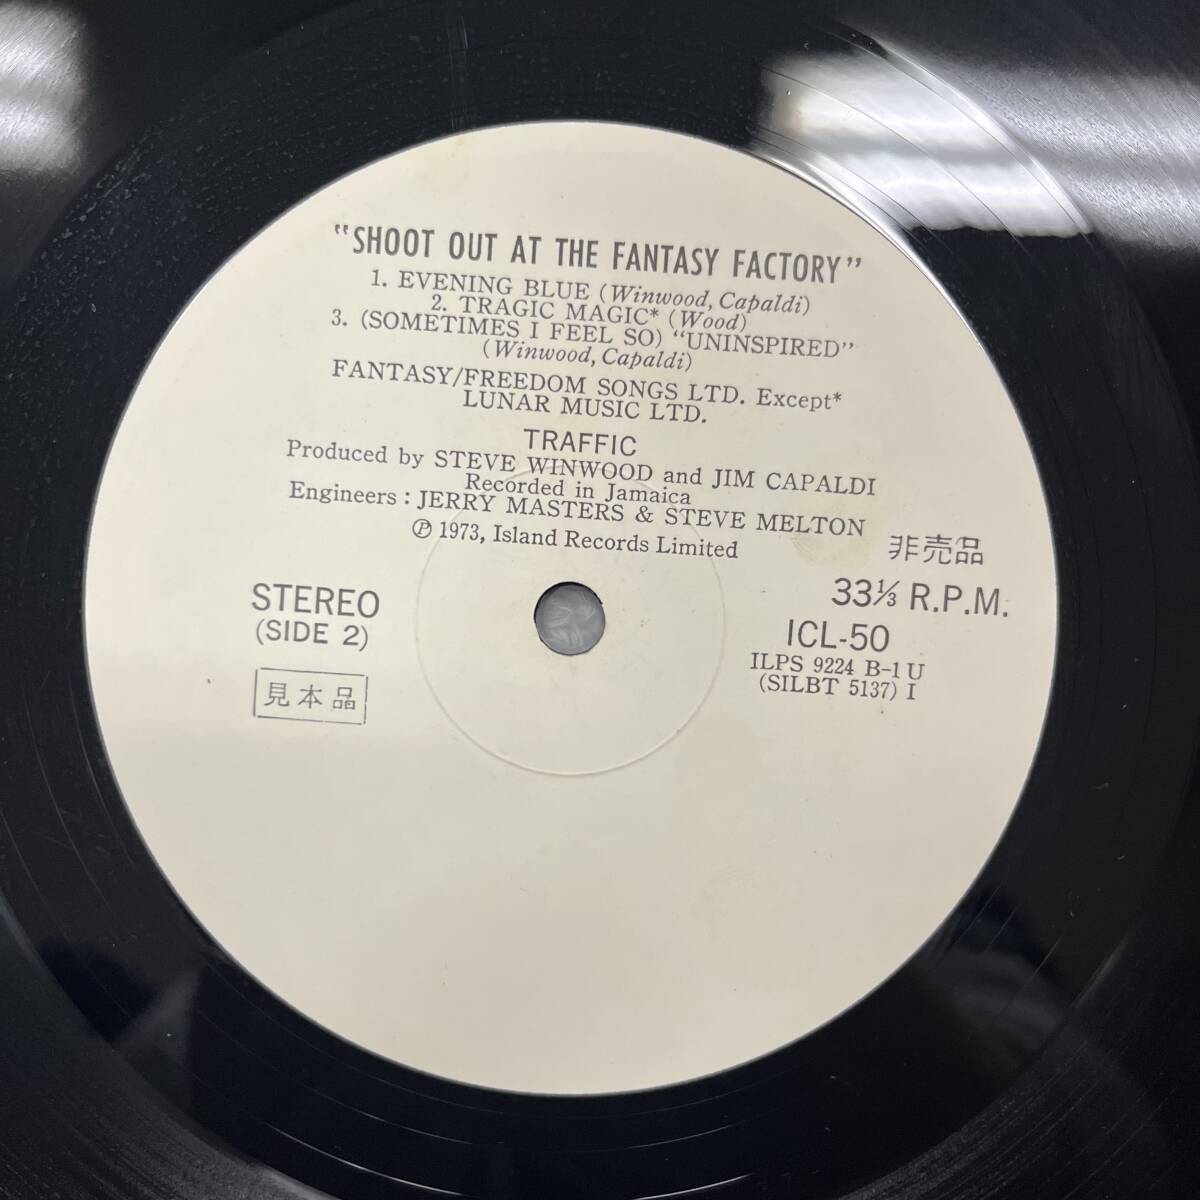 "SHOOT OUT AT THE FANTASY FACTORY"
1. EVENING BLUE (Winwood, Capaldi)
2. TRAGIC MAGIC* (Wood)
3. (SOMETIMES I FEEL SO) "UNINSPIRED"
(Winwood, Capaldi)
FANTASY/FREEDOM SONGS LTD. Except*
LUNAR MUSIC LTD.
TRAFFIC
Produced by STEVE WINWOOD and JIM CAPALDI
Recorded in Jamaica
Engineers : JERRY MASTERS & STEVE MELTON
Ⓟ 1973, Island Records Limited
非売品
STEREO
(SIDE 2)
見本品
33⅓ R.P.M.
ICL-50
ILPS 9224 B-1 U
(SILBT 5137) I